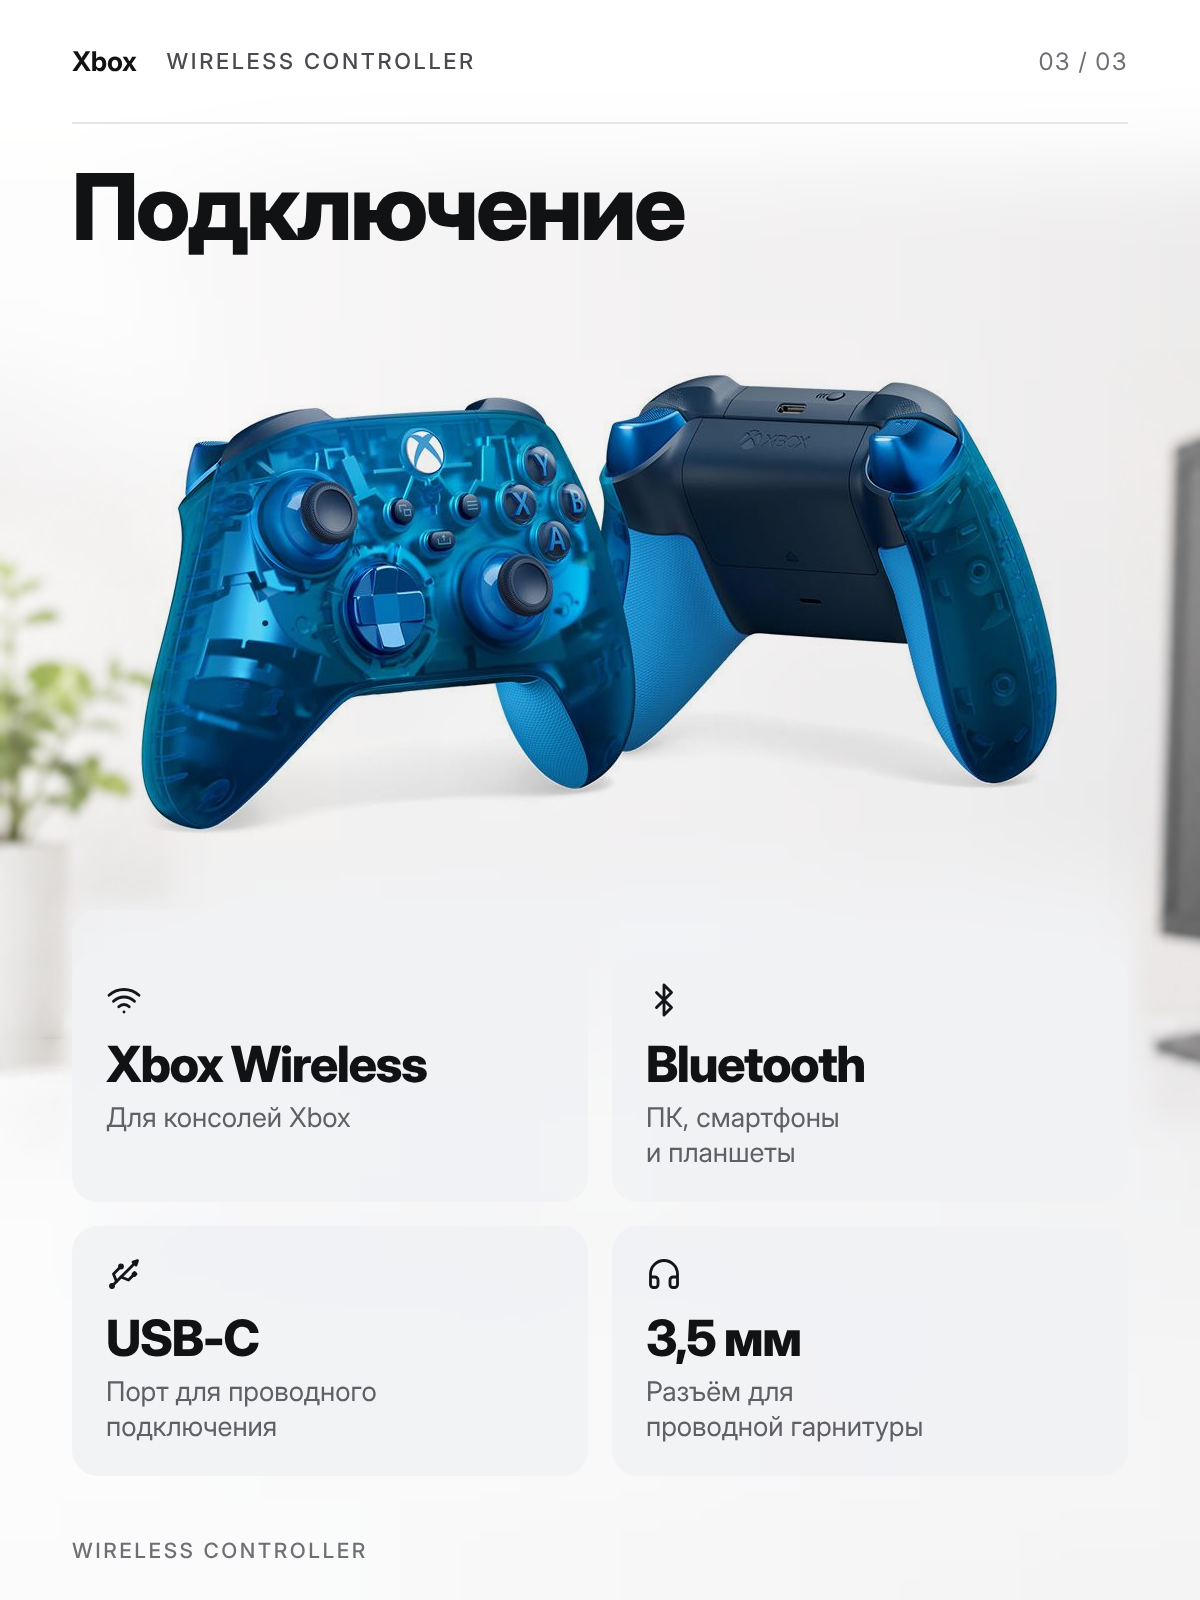 Xbox WIRELESS CONTROLLER 03 / 03
Подключение
XBOX
Y
X B
A
Xbox Wireless
Для консолей Xbox
Bluetooth
ПК, смартфоны
и планшеты
USB-C
Порт для проводного
подключения
3,5 мм
Разъём для
проводной гарнитуры
WIRELESS CONTROLLER